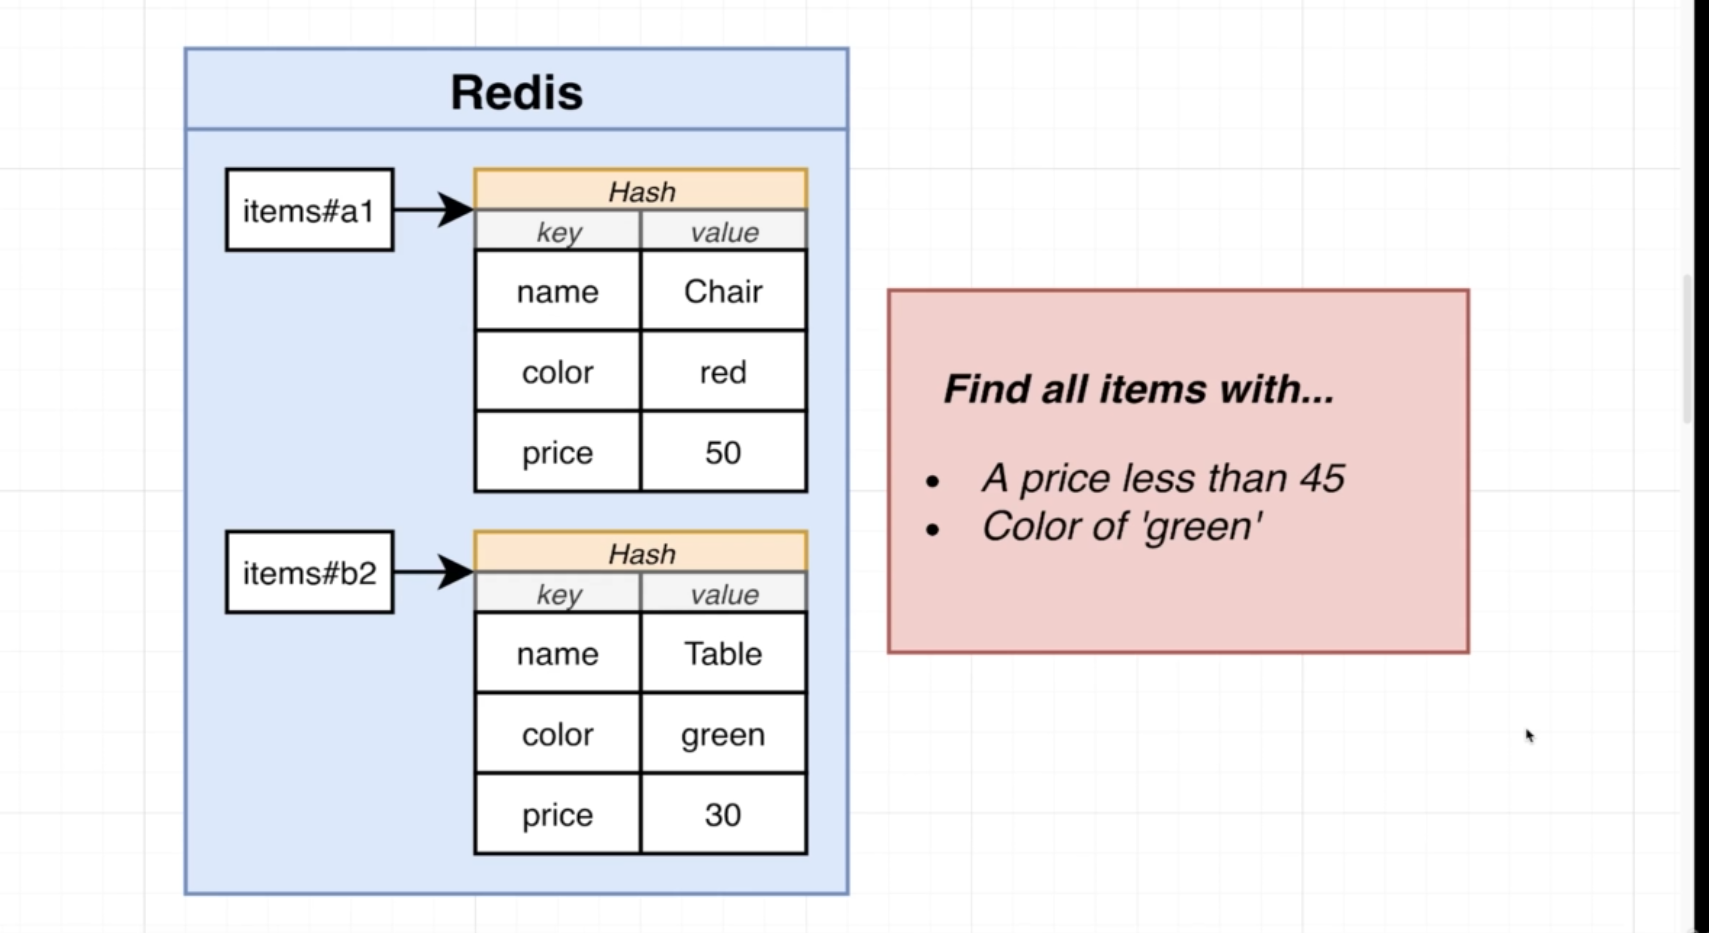 Redis
items#a1
Hash
key value
name Chair
color red
price 50
items#b2
Hash
key value
name Table
color green
price 30
Find all items with...
• A price less than 45
• Color of 'green'